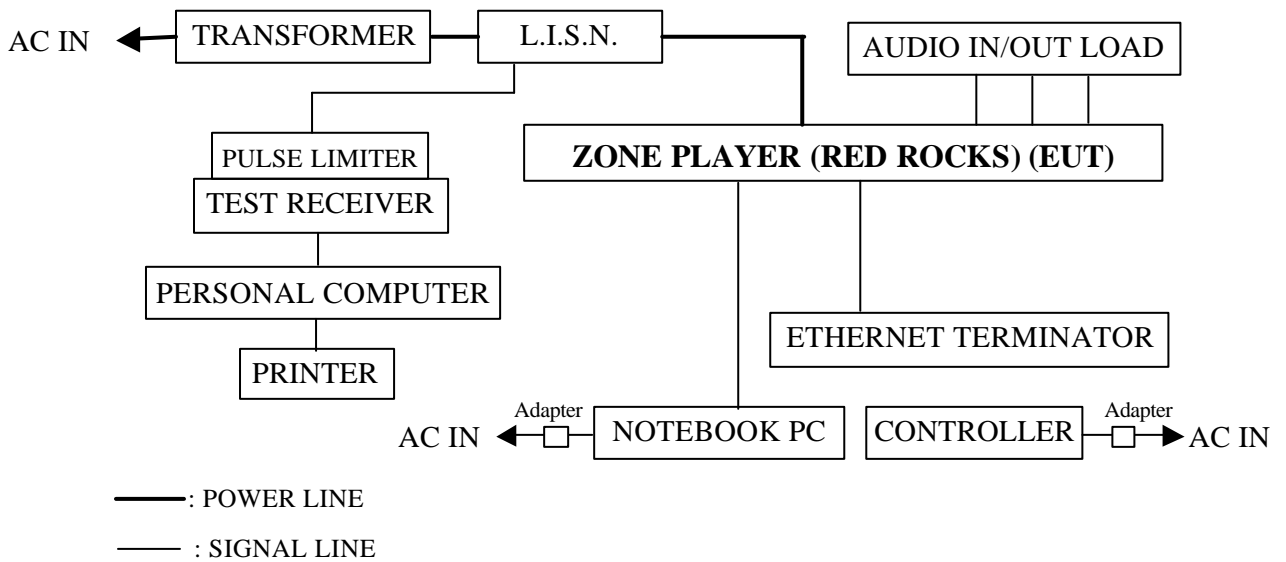 AC IN
TRANSFORMER
L.I.S.N.
AUDIO IN/OUT LOAD
PULSE LIMITER
ZONE PLAYER (RED ROCKS) (EUT)
TEST RECEIVER
PERSONAL COMPUTER
ETHERNET TERMINATOR
PRINTER
AC IN
Adapter
NOTEBOOK PC
CONTROLLER
Adapter
AC IN
: POWER LINE
: SIGNAL LINE